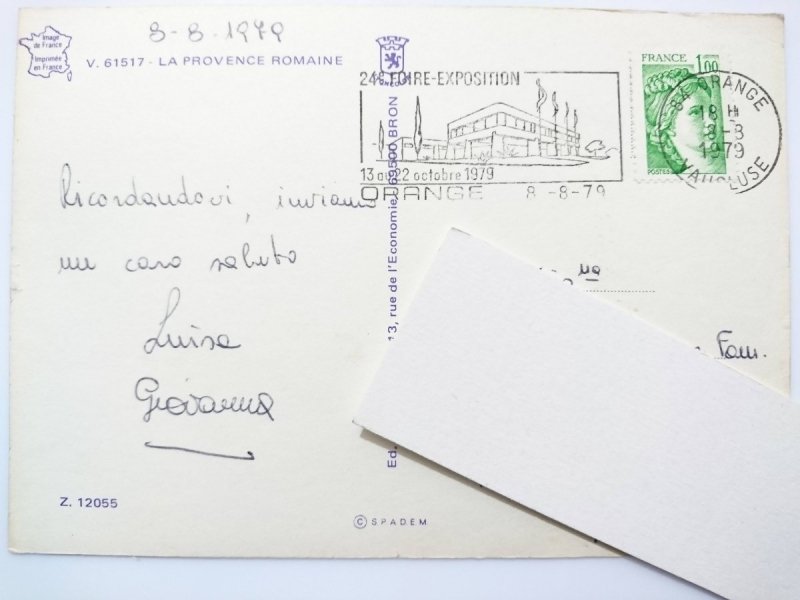 8-8-1979
Image
de France
Imprimée
en France
V. 61517 - LA PROVENCE ROMAINE
24e FOIRE-EXPOSITION
13 au 22 octobre 1979
ORANGE 8 -8-79
FRANCE 1,00
POSTES
84 ORANGE
18 H
8-8
1979
VAUCLUSE
Ricordandovi, inviamo
un caro saluto
Luisa
Giovanna
13, rue de l'Economie, 69500 BRON
Ed.
Fam.
Z. 12055
© S.P.A.D.E.M